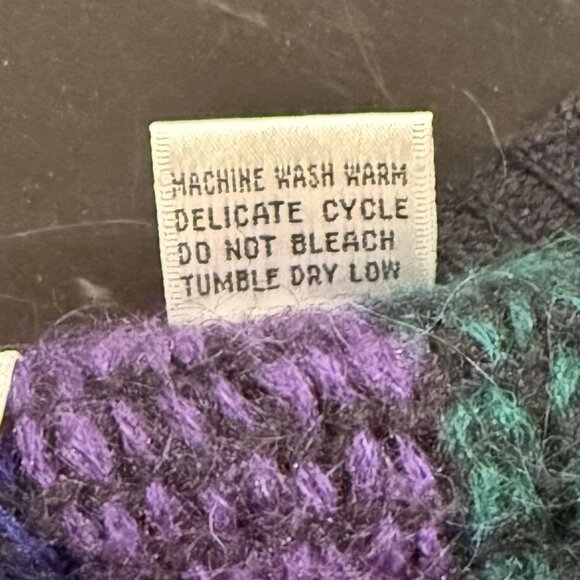 MACHINE WASH WARM
DELICATE CYCLE
DO NOT BLEACH
TUMBLE DRY LOW